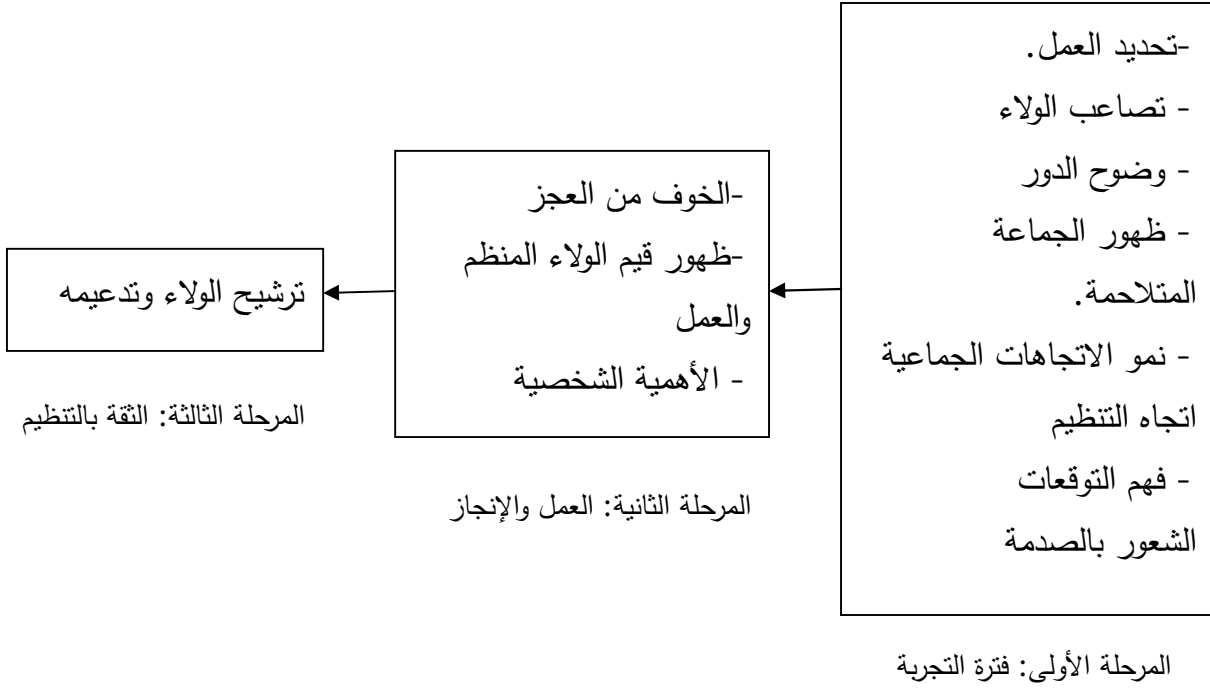 -تحديد العمل.
- تصاعب الولاء
- وضوح الدور
- ظهور الجماعة
المتلاحمة.
- نمو الاتجاهات الجماعية
اتجاه التنظيم
- فهم التوقعات
الشعور بالصدمة
المرحلة الأولى: فترة التجربة
-الخوف من العجز
-ظهور قيم الولاء المنظم
والعمل
- الأهمية الشخصية
المرحلة الثانية: العمل والإنجاز
ترشيح الولاء وتدعيمه
المرحلة الثالثة: الثقة بالتنظيم